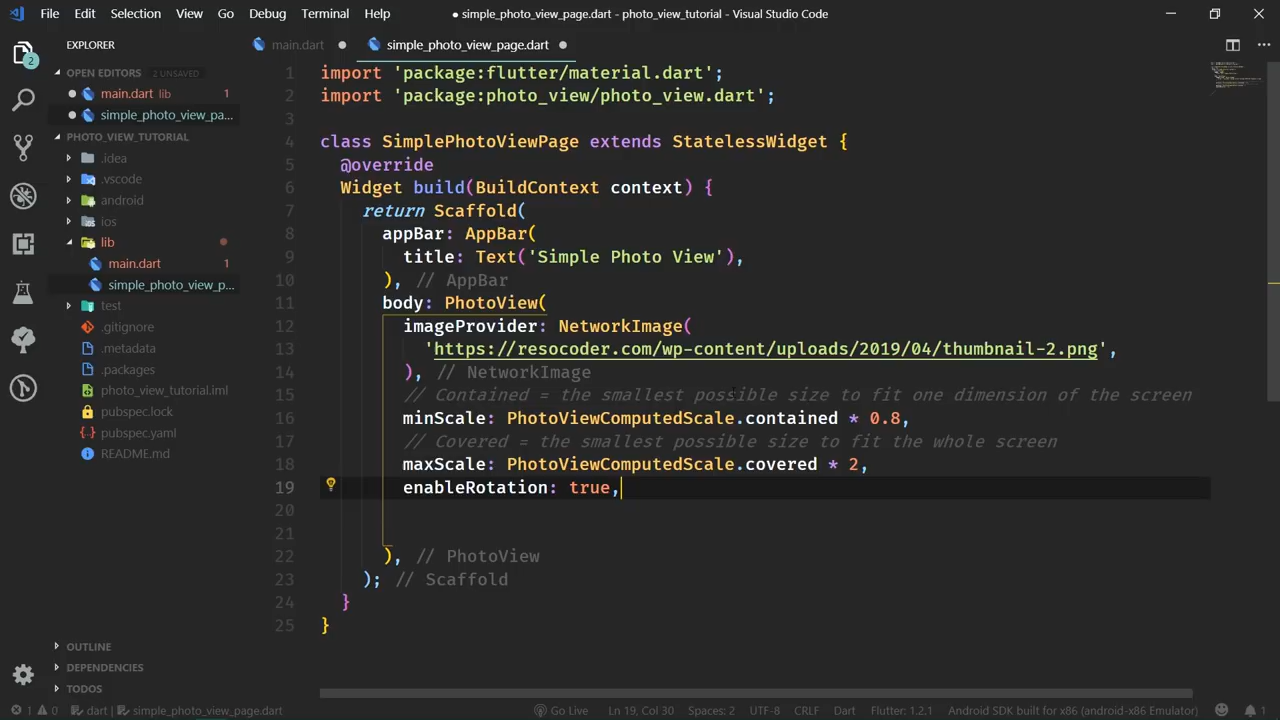 File Edit Selection View Go Debug Terminal Help
● simple_photo_view_page.dart - photo_view_tutorial - Visual Studio Code
EXPLORER
OPEN EDITORS 2 UNSAVED
main.dart lib 1
simple_photo_view_pa...
PHOTO_VIEW_TUTORIAL
.idea
.vscode
android
ios
lib
main.dart 1
simple_photo_view_p...
test
.gitignore
.metadata
.packages
photo_view_tutorial.iml
pubspec.lock
pubspec.yaml
README.md
OUTLINE
DEPENDENCIES
TODOS
2
main.dart
simple_photo_view_page.dart
1 import 'package:flutter/material.dart';
2 import 'package:photo_view/photo_view.dart';
3
4 class SimplePhotoViewPage extends StatelessWidget {
5 @override
6 Widget build(BuildContext context) {
7 return Scaffold(
8 appBar: AppBar(
9 title: Text('Simple Photo View'),
10 ), // AppBar
11 body: PhotoView(
12 imageProvider: NetworkImage(
13 'https://resocoder.com/wp-content/uploads/2019/04/thumbnail-2.png',
14 ), // NetworkImage
15 // Contained = the smallest possible size to fit one dimension of the screen
16 minScale: PhotoViewComputedScale.contained * 0.8,
17 // Covered = the smallest possible size to fit the whole screen
18 maxScale: PhotoViewComputedScale.covered * 2,
19 enableRotation: true,
20
21
22 ), // PhotoView
23 ); // Scaffold
24 }
25 }
1 0 dart simple_photo_view_page.dart
Go Live Ln 19, Col 30 Spaces: 2 UTF-8 CRLF Dart Flutter: 1.2.1 Android SDK built for x86 (android-x86 Emulator) 1